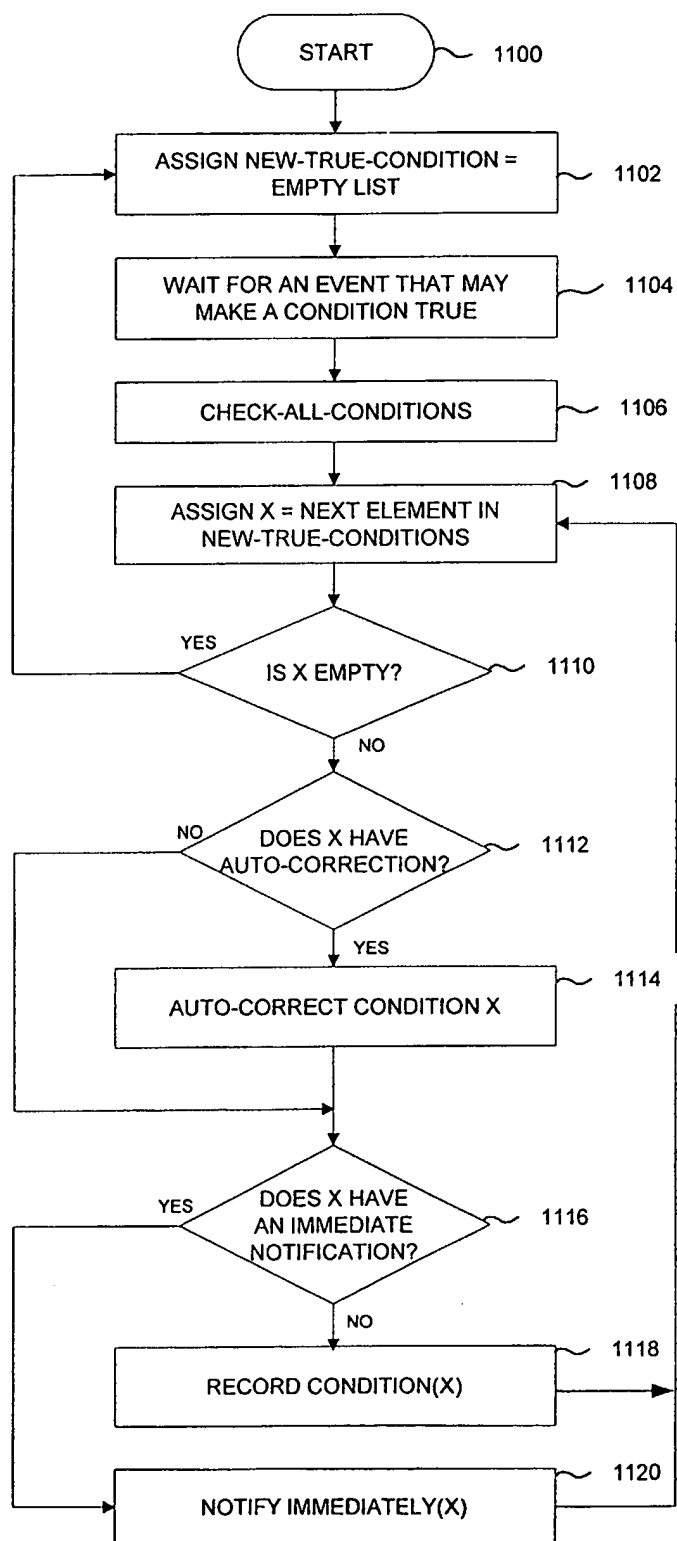 START
1100
ASSIGN NEW-TRUE-CONDITION =
EMPTY LIST
1102
WAIT FOR AN EVENT THAT MAY
MAKE A CONDITION TRUE
1104
CHECK-ALL-CONDITIONS
1106
1108
ASSIGN X = NEXT ELEMENT IN
NEW-TRUE-CONDITIONS
YES
IS X EMPTY?
1110
NO
NO
DOES X HAVE
AUTO-CORRECTION?
1112
YES
1114
AUTO-CORRECT CONDITION X
YES
DOES X HAVE
AN IMMEDIATE
NOTIFICATION?
1116
NO
1118
RECORD CONDITION(X)
1120
NOTIFY IMMEDIATELY(X)